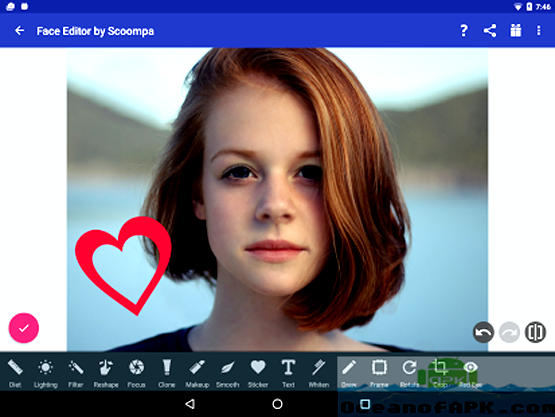 7:46
Face Editor by Scoompa
?
Diet Lighting Filter Reshape Focus Clone Makeup Smooth Sticker Text Whiten Draw Frame Rotate Crop Red Eye
APK
OceanofAPK.com